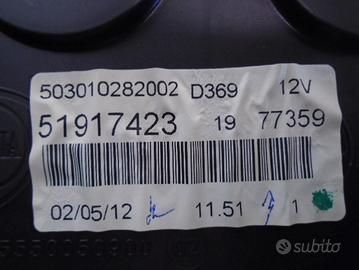 503010282002 D369 12V
51917423 19 77359
02/05/12 11.51 1
subito